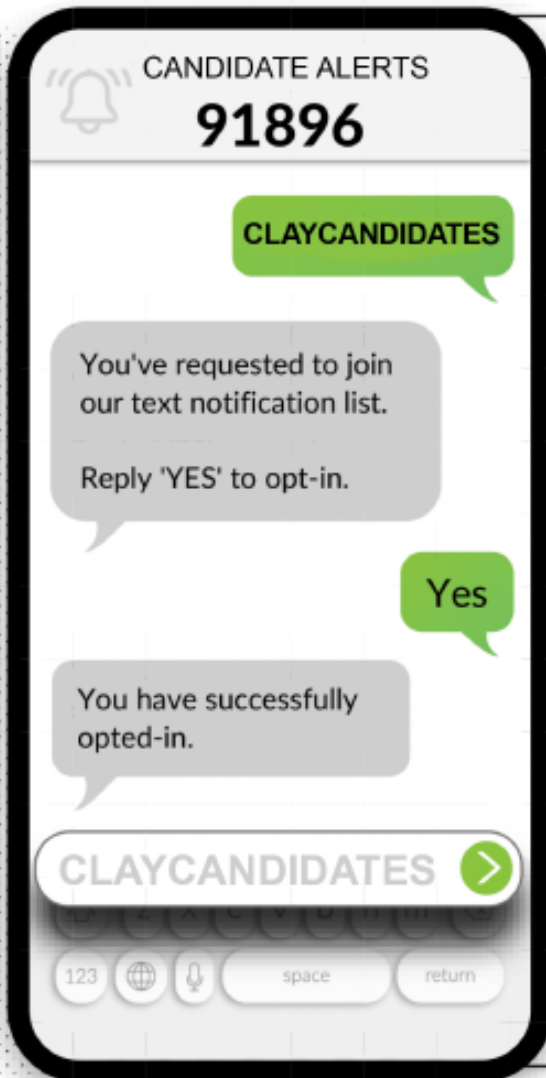 CANDIDATE ALERTS
91896
CLAYCANDIDATES
You've requested to join
our text notification list.
Reply 'YES' to opt-in.
Yes
You have successfully
opted-in.
CLAYCANDIDATES
123
space
return